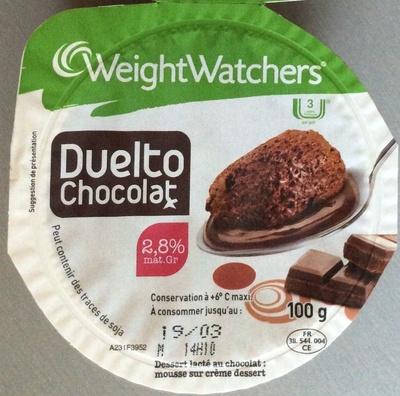 WeightWatchers
3
Suggestion de présentation
Duelto
Chocolat
2,8%
mat.Gr
Peut contenir des traces de soja
Conservation à +6° C maxi.
À consommer jusqu'au :
100 g
19/03
M 14H10
A231F3952
FR
38. 544. 004
CE
Dessert lacté au chocolat :
mousse sur crème dessert